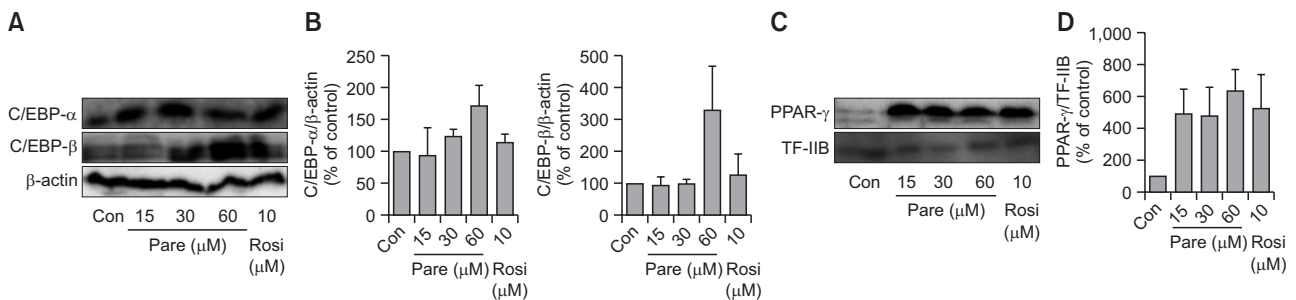 A
C/EBP-α
C/EBP-β
β-actin
Con 15 30 60 10
Pare (μM) Rosi
(μM)
B
C/EBP-α/β-actin
(% of control)
250
200
150
100
50
0
Con 15 30 60 10
Pare (μM) Rosi
(μM)
C/EBP-β/β-actin
(% of control)
500
400
300
200
100
0
Con 15 30 60 10
Pare (μM) Rosi
(μM)
C
PPAR-γ
TF-IIB
Con 15 30 60 10
Pare (μM) Rosi
(μM)
D
PPAR-γ/TF-IIB
(% of control)
1,000
800
600
400
200
0
Con 15 30 60 10
Pare (μM) Rosi
(μM)